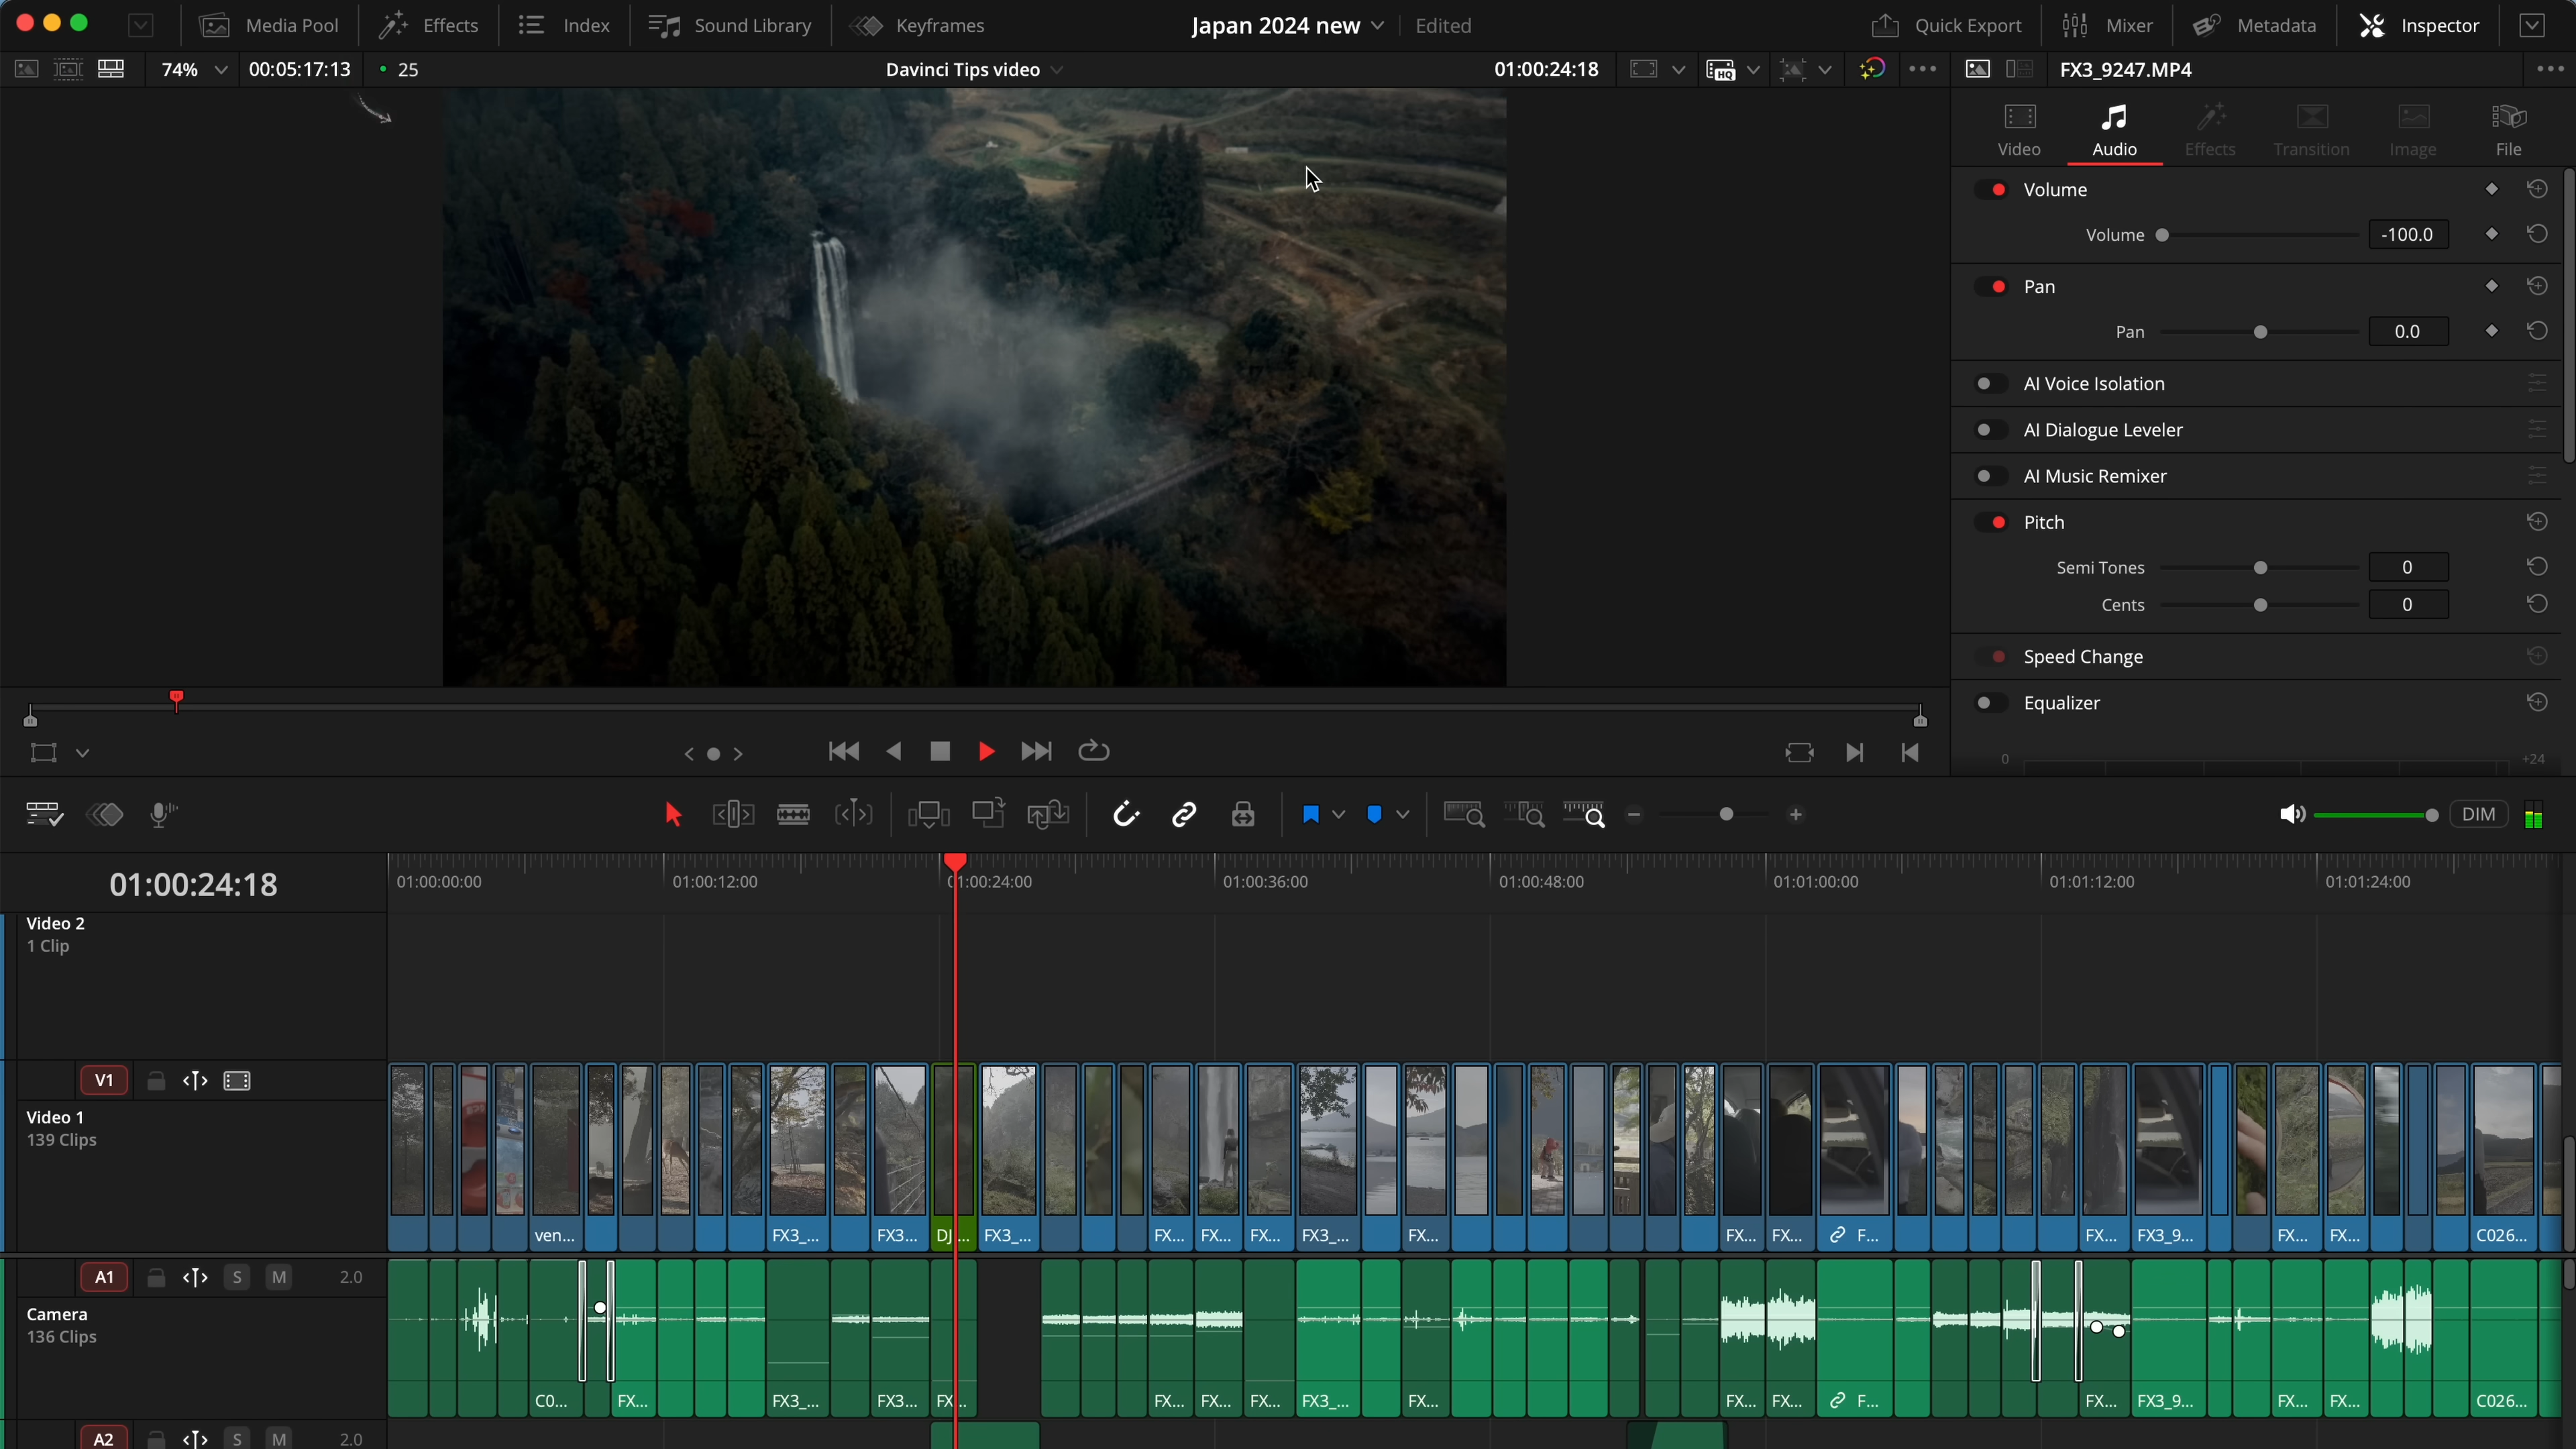 Media Pool Effects Index Sound Library Keyframes Japan 2024 new Edited Quick Export Mixer Metadata Inspector
74% 00:05:17:13 25 Davinci Tips video 01:00:24:18 HQ FX3_9247.MP4
Video Audio Effects Transition Image File
Volume
Volume -100.0
Pan
Pan 0.0
AI Voice Isolation
AI Dialogue Leveler
AI Music Remixer
Pitch
Semi Tones 0
Cents 0
Speed Change
Equalizer
0 +24
DIM
01:00:24:18 01:00:00:00 01:00:12:00 01:00:24:00 01:00:36:00 01:00:48:00 01:01:00:00 01:01:12:00 01:01:24:00
Video 2
1 Clip
V1
Video 1
139 Clips
ven... FX3_... FX3... DJ... FX3_... FX... FX... FX... FX3_... FX... FX... FX... F... FX... FX3_9... FX... FX... C026...
A1 S M 2.0
Camera
136 Clips
C0... FX... FX3_... FX3... FX... FX... FX... FX... FX3_... FX... FX... FX... F... FX... FX3_9... FX... FX... C026...
A2 S M 2.0